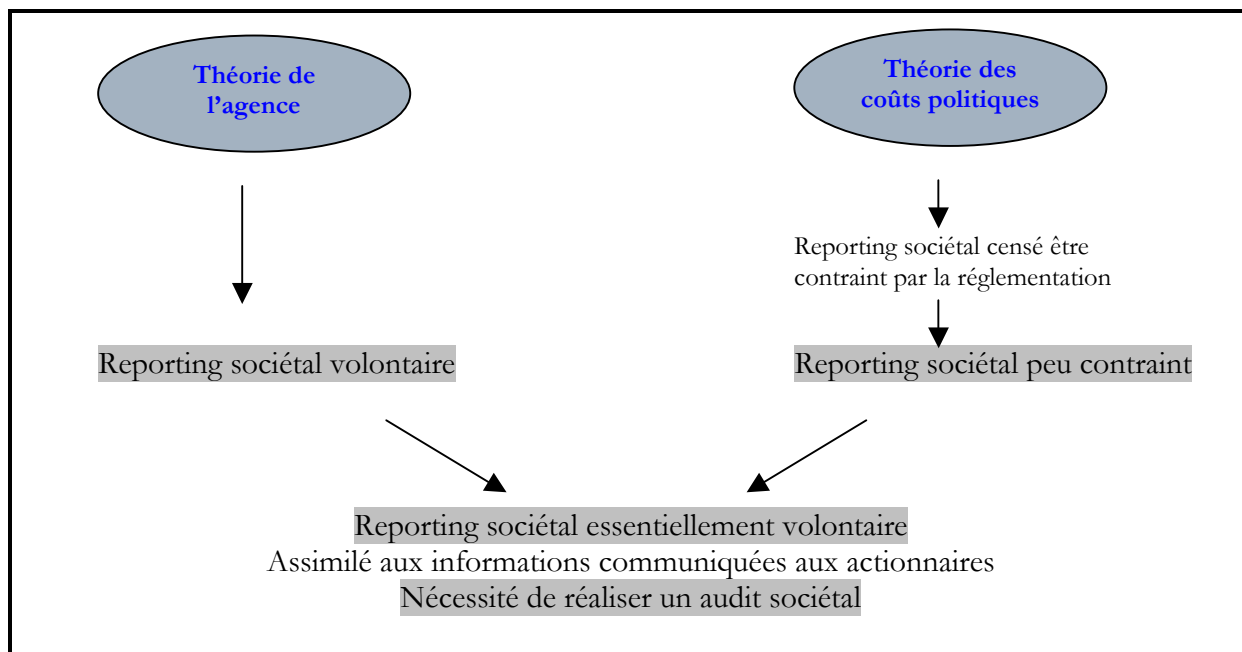 Théorie de
l'agence
Théorie des
coûts politiques
Reporting sociétal censé être
contraint par la réglementation
Reporting sociétal volontaire
Reporting sociétal peu contraint
Reporting sociétal essentiellement volontaire
Assimilé aux informations communiquées aux actionnaires
Nécessité de réaliser un audit sociétal